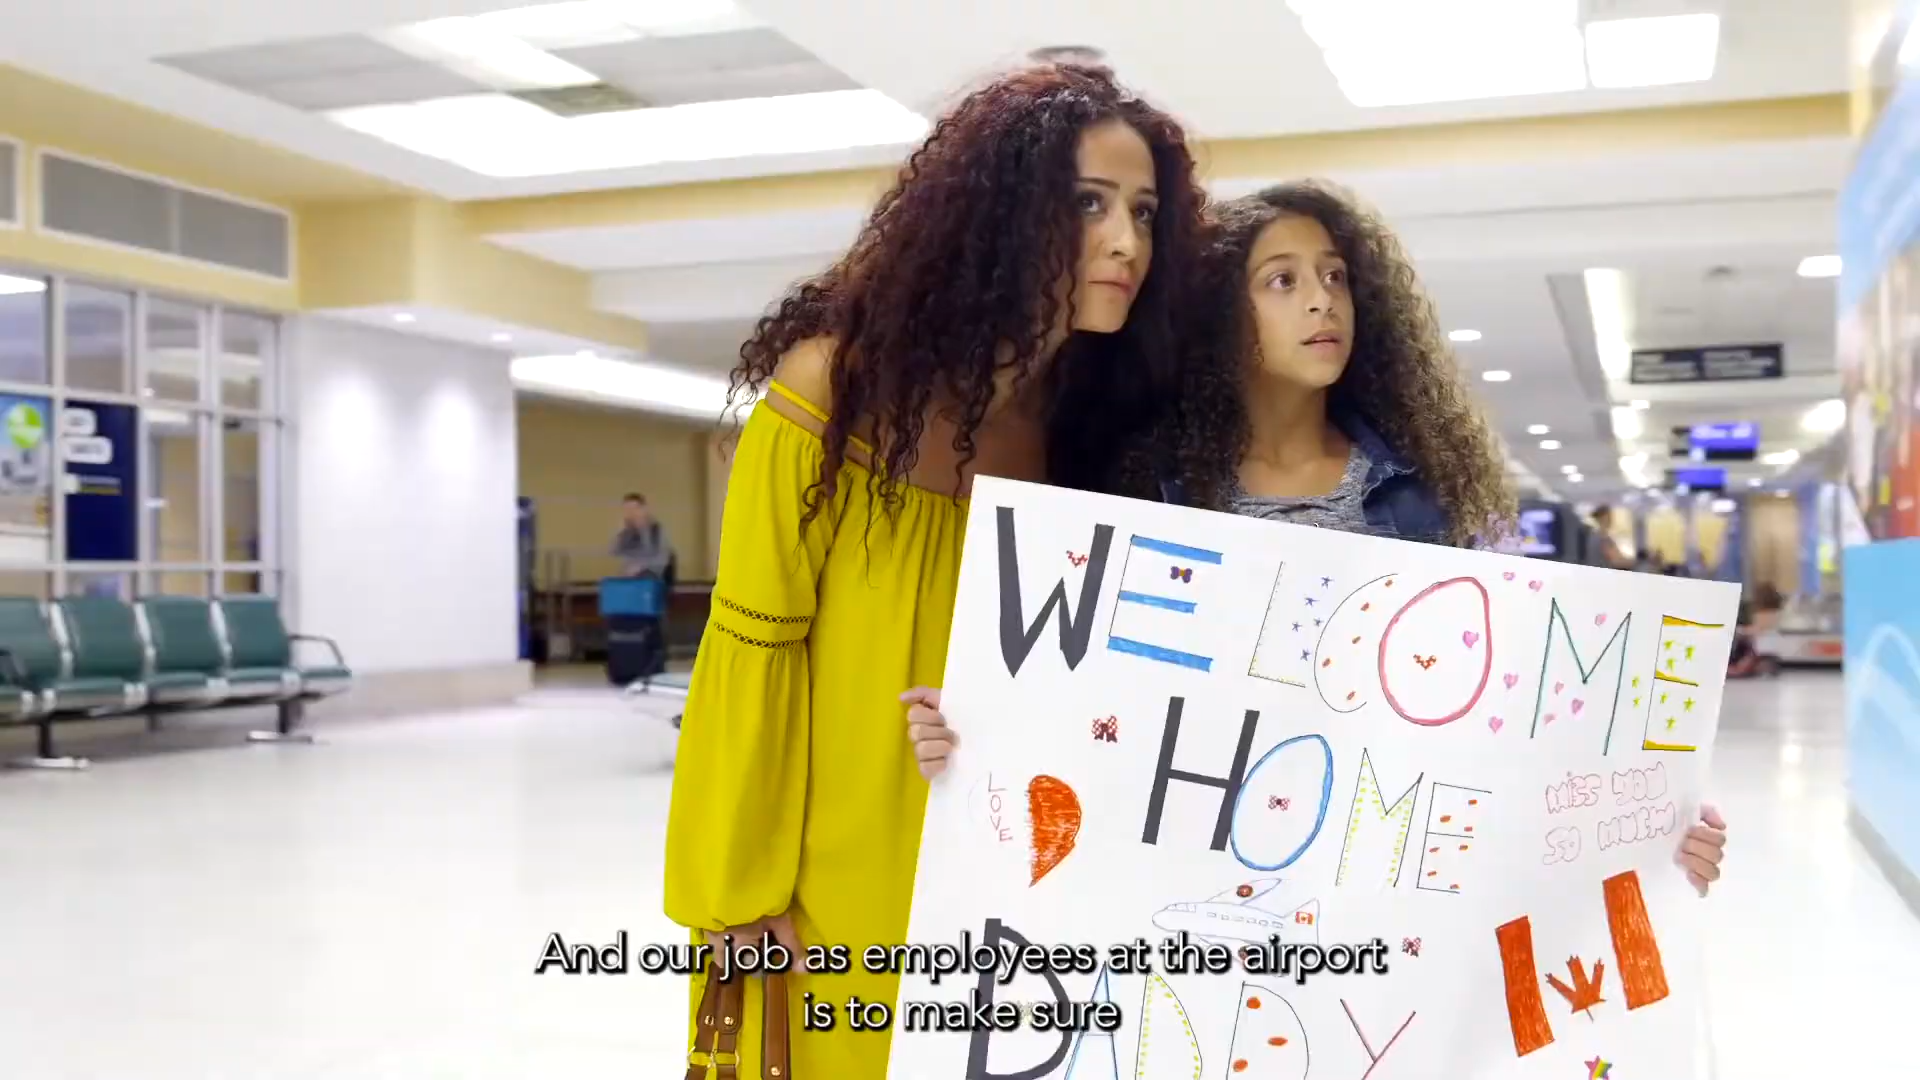 WELCOME
HOME
MISS YOU
SO MUCH
LOVE
DADDY
And our job as employees at the airport
is to make sure